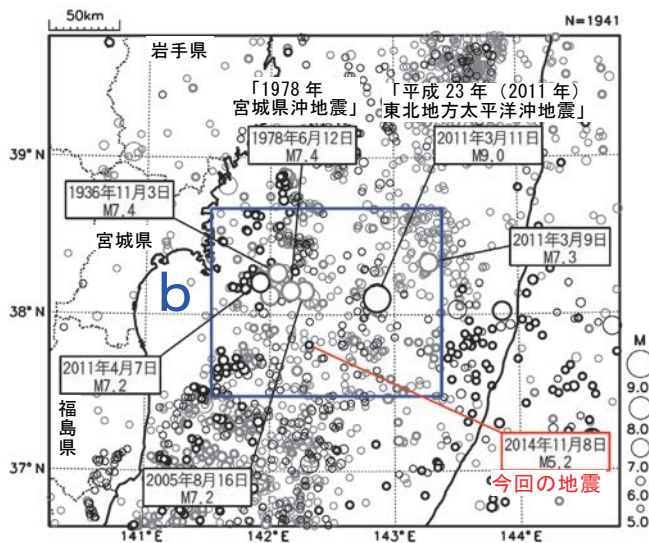 50km
N=1941
岩手県
「1978 年
宮城県沖地震」
「平成 23 年（2011 年）
東北地方太平洋沖地震」
1978年6月12日
M7.4
2011年3月11日
M9.0
39°N
1936年11月3日
M7.4
宮城県
2011年3月9日
M7.3
b
38°N
2011年4月7日
M7.2
福島県
2014年11月8日
M5.2
今回の地震
37°N
2005年8月16日
M7.2
M
9.0
8.0
7.0
6.0
5.0
141°E
142°E
143°E
144°E